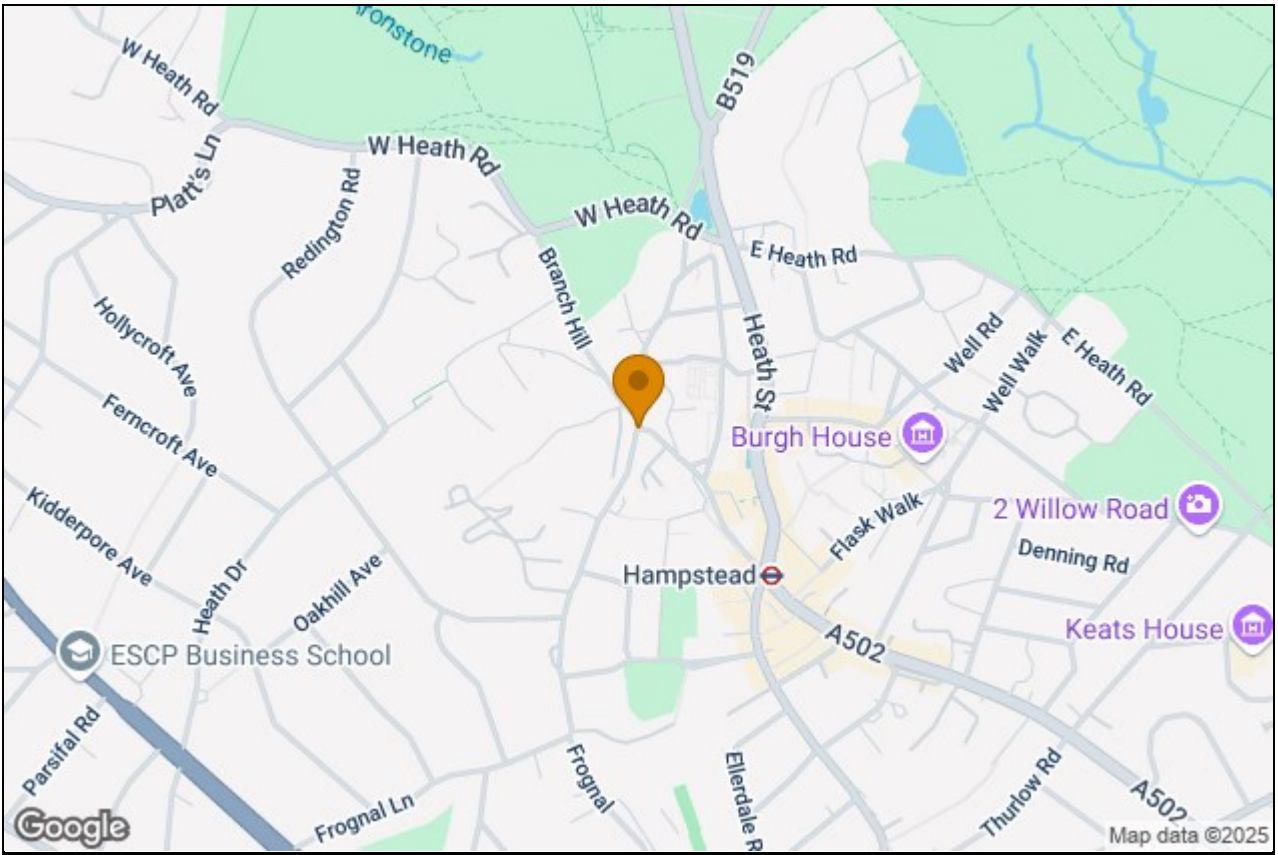 ronstone
W Heath Rd
B519
W Heath Rd
Platt's Ln
Redington Rd
W Heath Rd
E Heath Rd
Branch Hill
Hollycroft Ave
Heath St
Well Rd
Well Walk
E Heath Rd
Ferncroft Ave
Burgh House
Kidderpore Ave
2 Willow Road
Flask Walk
Denning Rd
Heath Dr
Oakhill Ave
Hampstead
Keats House
ESCP Business School
A502
Parsifal Rd
Frognal
Ellerdale R
Thurlow Rd
A502
Frognal Ln
Google
Map data ©2025